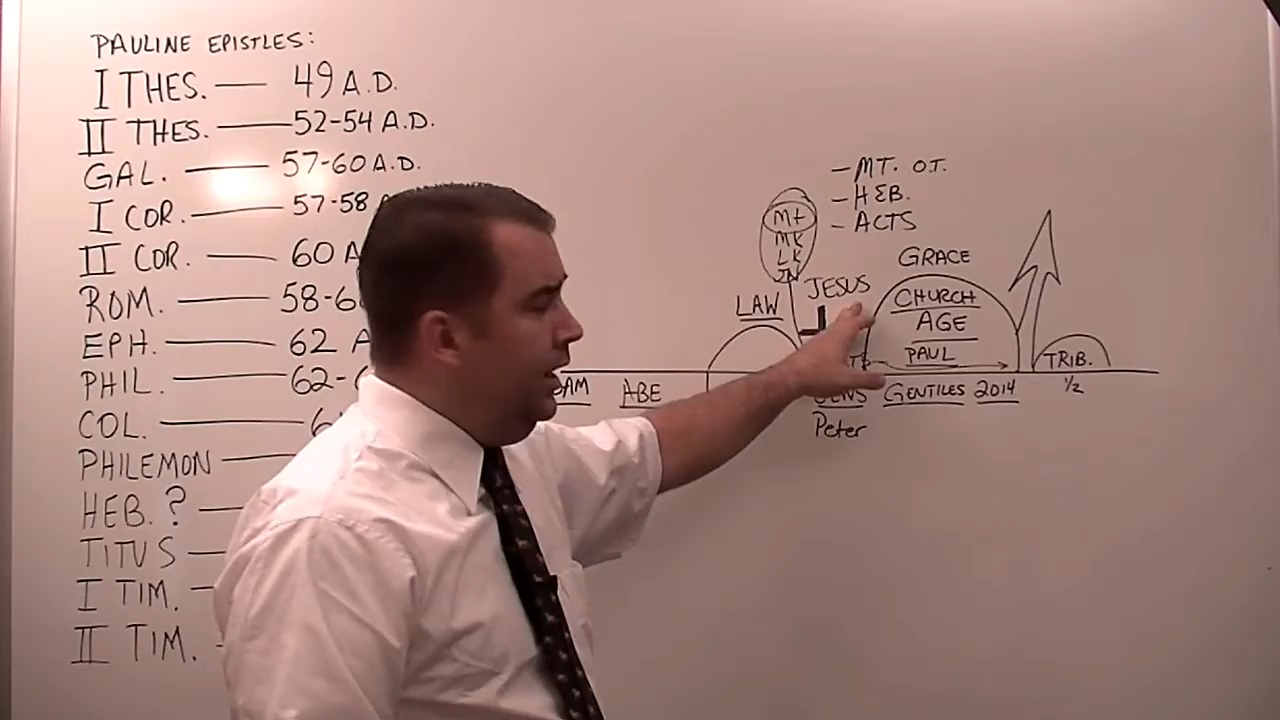 PAULINE EPISTLES:
I THES. — 49 A.D.
II THES. — 52-54 A.D.
GAL. — 57-60 A.D.
I COR. — 57-58
II COR. — 60 A
ROM. — 58-6
EPH. — 62 A
PHIL. — 62-6
COL. — 6
PHILEMON —
HEB. ? —
TITUS —
I TIM. —
II TIM. -
- MT. O.T.
- HEB.
- ACTS
Mt
MK
LK
JN
JESUS
LAW
GRACE
CHURCH
AGE
PAUL
TRIB.
ABE
GENTILES 2014
1/2
Peter